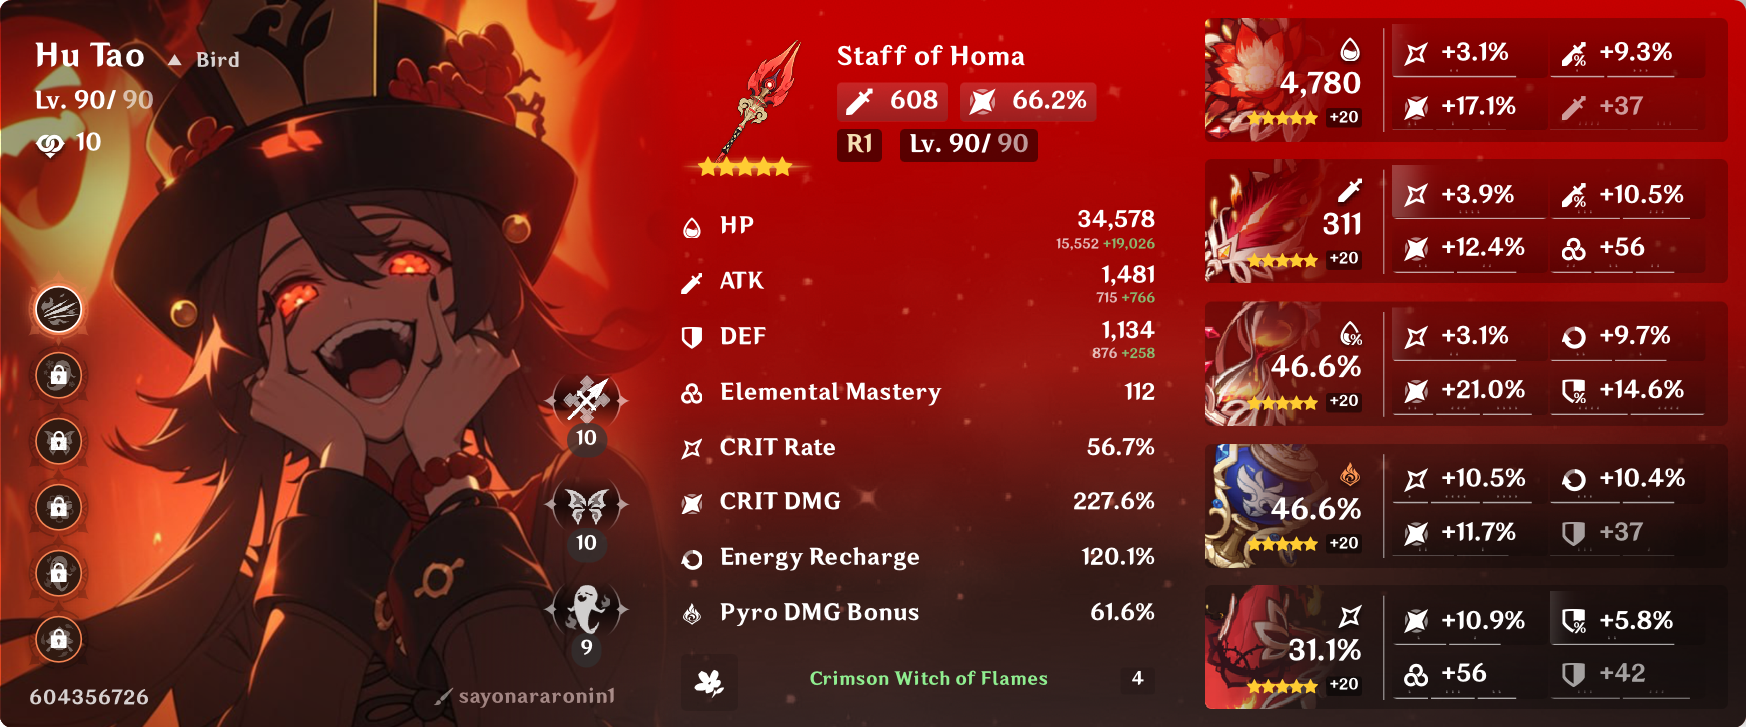 Hu Tao ▲ Bird
Lv. 90/ 90
10
10
10
9
604356726
sayonararonin1
Staff of Homa
608 66.2%
R1 Lv. 90/ 90
HP 34,578
15,552 +19,026
ATK 1,481
715 +766
DEF 1,134
876 +258
Elemental Mastery 112
CRIT Rate 56.7%
CRIT DMG 227.6%
Energy Recharge 120.1%
Pyro DMG Bonus 61.6%
Crimson Witch of Flames 4
4,780
+20
+3.1% +9.3%
+17.1% +37
311
+20
+3.9% +10.5%
+12.4% +56
46.6%
+20
+3.1% +9.7%
+21.0% +14.6%
46.6%
+20
+10.5% +10.4%
+11.7% +37
31.1%
+20
+10.9% +5.8%
+56 +42